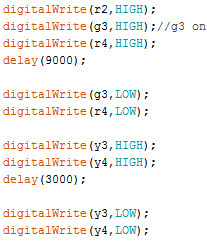 digitalWrite(r2,HIGH);
digitalWrite(g3,HIGH);//g3 on
digitalWrite(r4,HIGH);
delay(9000);
digitalWrite(g3,LOW);
digitalWrite(r4,LOW);
digitalWrite(y3,HIGH);
digitalWrite(y4,HIGH);
delay(3000);
digitalWrite(y3,LOW);
digitalWrite(y4,LOW);